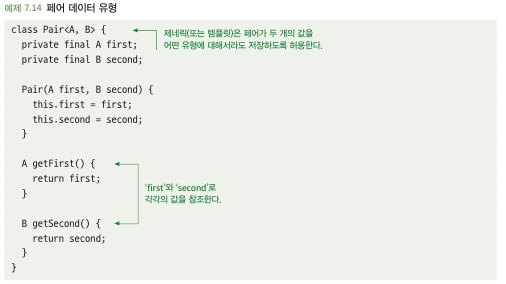 예제 7.14 페어 데이터 유형
class Pair<A, B> {
제네릭(또는 템플릿)은 페어가 두 개의 값을
private final A first;
어떤 유형에 대해서라도 저장하도록 허용한다.
private final B second;
Pair(A first, B second) {
this.first = first;
this.second = second;
}
A getFirst() {
return first;
}
'first'와 'second'로
각각의 값을 참조한다.
B getSecond() {
return second;
}
}